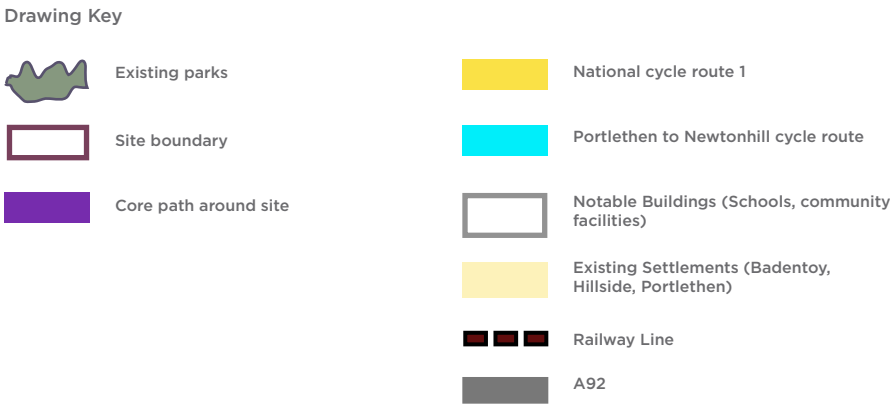 Drawing Key
Existing parks
Site boundary
Core path around site
National cycle route 1
Portlethen to Newtonhill cycle route
Notable Buildings (Schools, community
facilities)
Existing Settlements (Badentoy,
Hillside, Portlethen)
Railway Line
A92